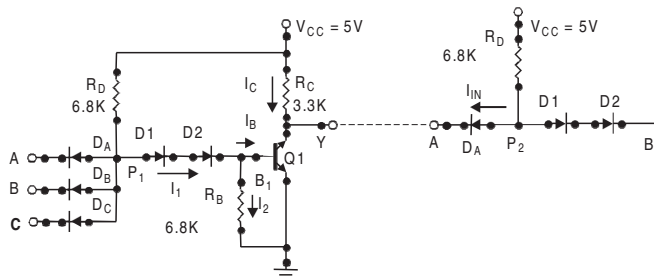 V_CC = 5V
V_CC = 5V
R_D
6.8K
I_C
R_C
3.3K
R_D
6.8K
I_IN
D1
D2
D1
D2
I_B
A
D_A
P_1
I_1
B_1
Q1
Y
A
D_A
P_2
B
B
D_B
R_B
I_2
C
D_C
6.8K